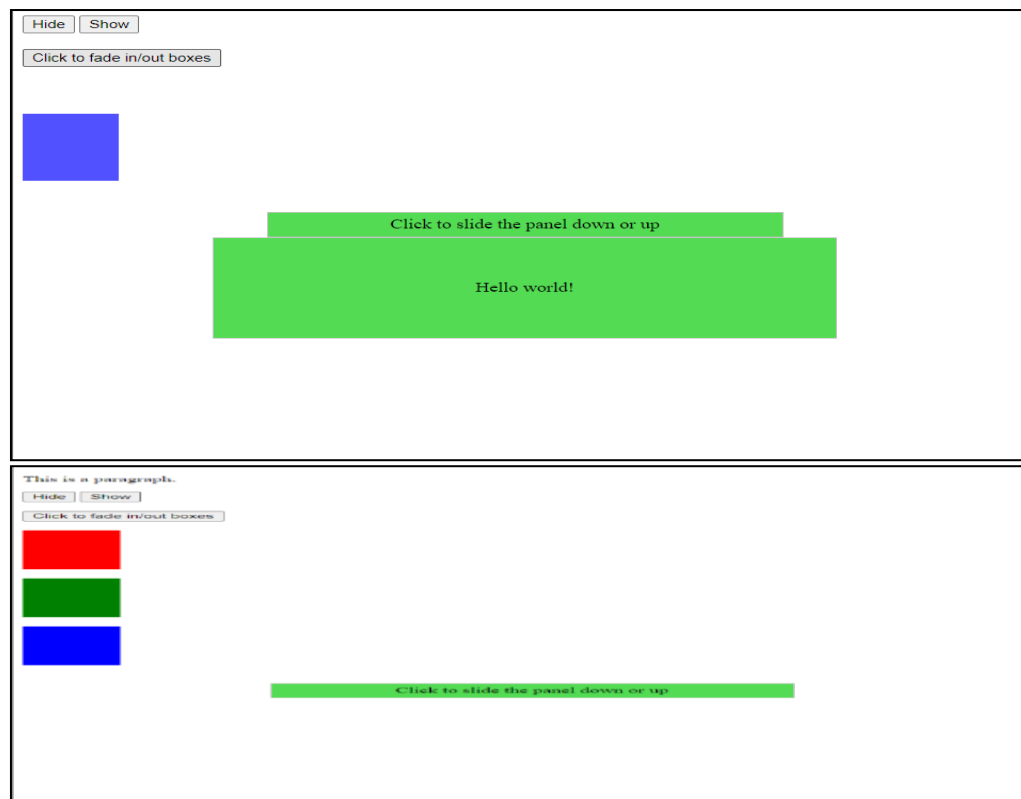 Hide Show
Click to fade in/out boxes
Click to slide the panel down or up
Hello world!
This is a paragraph.
Hide Show
Click to fade in/out boxes
Click to slide the panel down or up